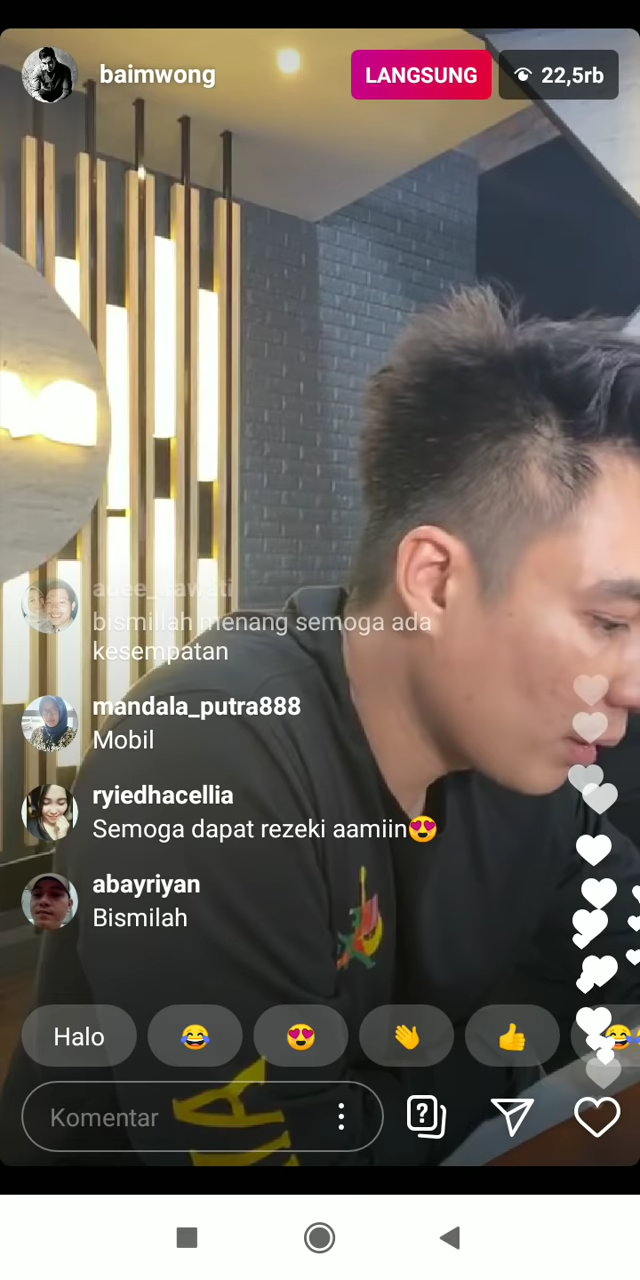 baimwong
LANGSUNG
22,5rb
bismillah menang semoga ada
kesempatan
mandala_putra888
Mobil
ryiedhacellia
Semoga dapat rezeki aamiin😍
abayriyan
Bismilah
Halo
Komentar